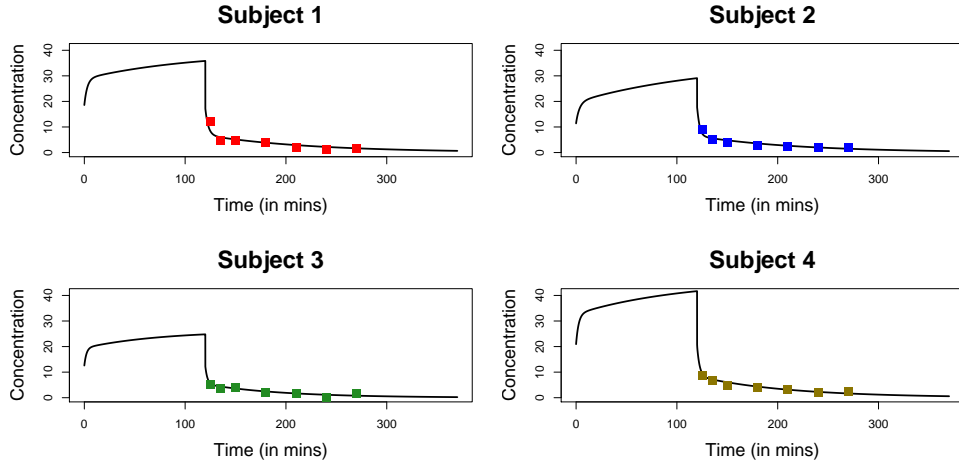 Subject 1
Concentration
0 10 20 30 40
0 100 200 300
Time (in mins)
Subject 2
Concentration
0 10 20 30 40
0 100 200 300
Time (in mins)
Subject 3
Concentration
0 10 20 30 40
0 100 200 300
Time (in mins)
Subject 4
Concentration
0 10 20 30 40
0 100 200 300
Time (in mins)